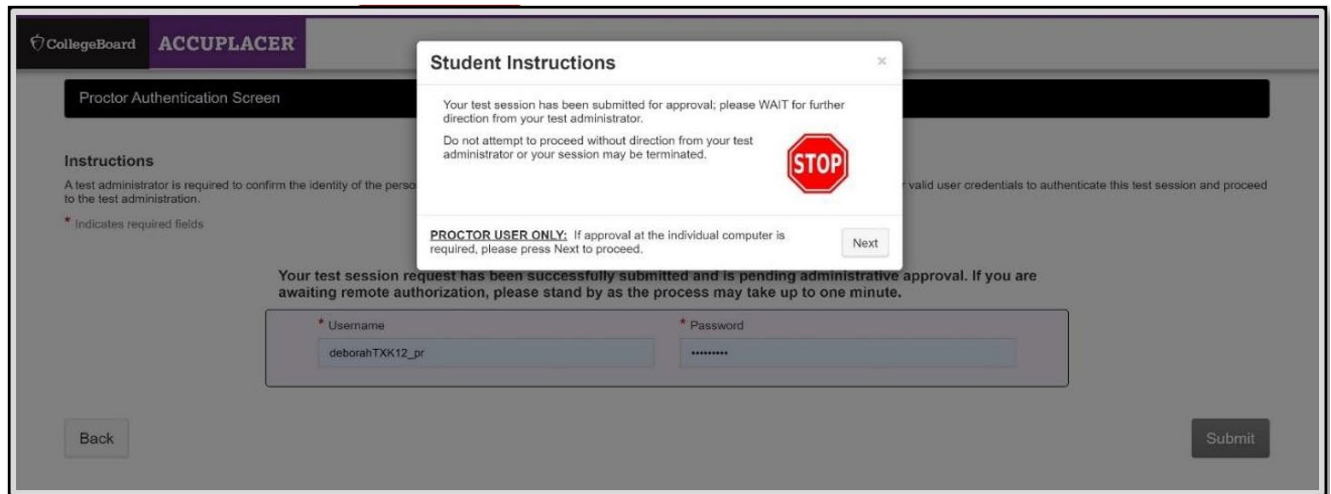 CollegeBoard ACCUPLACER
Student Instructions ×
Proctor Authentication Screen
Your test session has been submitted for approval; please WAIT for further
direction from your test administrator.
Do not attempt to proceed without direction from your test
administrator or your session may be terminated.
STOP
Instructions
A test administrator is required to confirm the identity of the perso
valid user credentials to authenticate this test session and proceed
to the test administration.
* Indicates required fields
PROCTOR USER ONLY: If approval at the individual computer is
required, please press Next to proceed.
Next
Your test session request has been successfully submitted and is pending administrative approval. If you are
awaiting remote authorization, please stand by as the process may take up to one minute.
* Username * Password
deborahTXK12_pr •••••••••
Back Submit